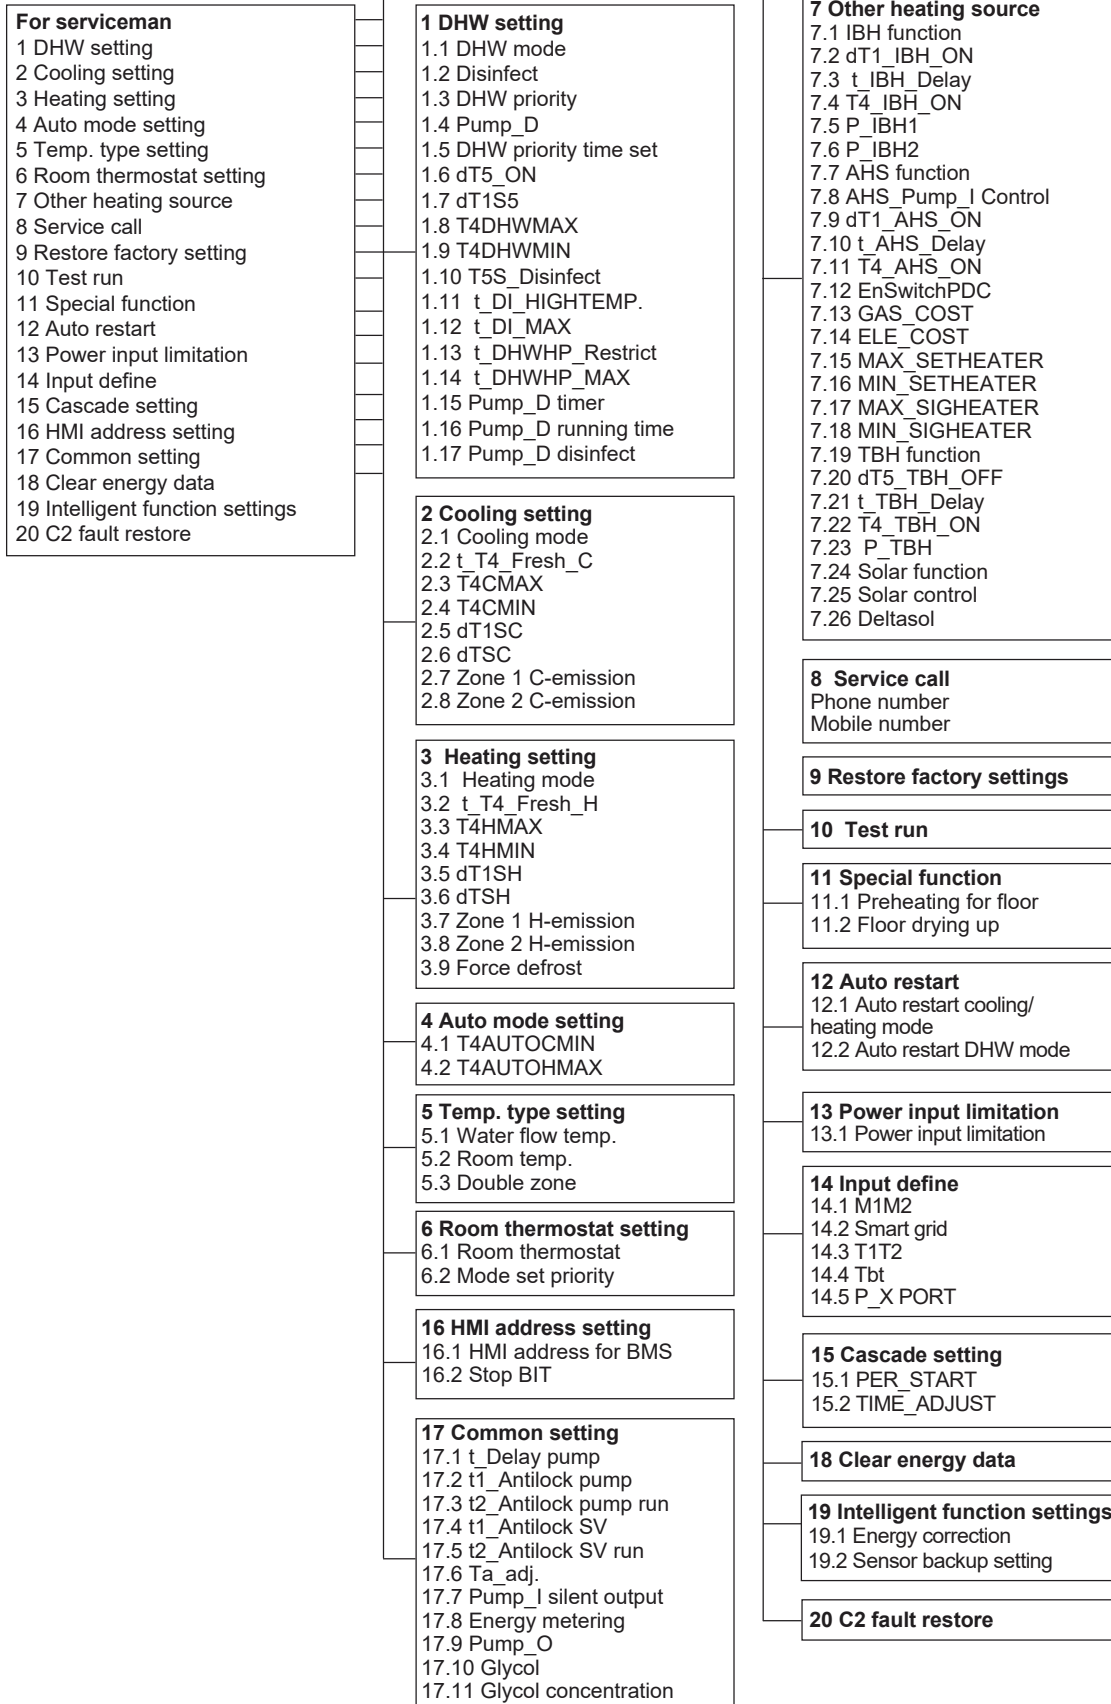 For serviceman
1 DHW setting
2 Cooling setting
3 Heating setting
4 Auto mode setting
5 Temp. type setting
6 Room thermostat setting
7 Other heating source
8 Service call
9 Restore factory setting
10 Test run
11 Special function
12 Auto restart
13 Power input limitation
14 Input define
15 Cascade setting
16 HMI address setting
17 Common setting
18 Clear energy data
19 Intelligent function settings
20 C2 fault restore
1 DHW setting
1.1 DHW mode
1.2 Disinfect
1.3 DHW priority
1.4 Pump_D
1.5 DHW priority time set
1.6 dT5_ON
1.7 dT1S5
1.8 T4DHWMAX
1.9 T4DHWMIN
1.10 T5S_Disinfect
1.11 t_DI_HIGHTEMP.
1.12 t_DI_MAX
1.13 t_DHWHP_Restrict
1.14 t_DHWHP_MAX
1.15 Pump_D timer
1.16 Pump_D running time
1.17 Pump_D disinfect
2 Cooling setting
2.1 Cooling mode
2.2 t_T4_Fresh_C
2.3 T4CMAX
2.4 T4CMIN
2.5 dT1SC
2.6 dTSC
2.7 Zone 1 C-emission
2.8 Zone 2 C-emission
3 Heating setting
3.1 Heating mode
3.2 t_T4_Fresh_H
3.3 T4HMAX
3.4 T4HMIN
3.5 dT1SH
3.6 dTSH
3.7 Zone 1 H-emission
3.8 Zone 2 H-emission
3.9 Force defrost
4 Auto mode setting
4.1 T4AUTOCMIN
4.2 T4AUTOHMAX
5 Temp. type setting
5.1 Water flow temp.
5.2 Room temp.
5.3 Double zone
6 Room thermostat setting
6.1 Room thermostat
6.2 Mode set priority
16 HMI address setting
16.1 HMI address for BMS
16.2 Stop BIT
17 Common setting
17.1 t_Delay pump
17.2 t1_Antilock pump
17.3 t2_Antilock pump run
17.4 t1_Antilock SV
17.5 t2_Antilock SV run
17.6 Ta_adj.
17.7 Pump_I silent output
17.8 Energy metering
17.9 Pump_O
17.10 Glycol
17.11 Glycol concentration
7 Other heating source
7.1 IBH function
7.2 dT1_IBH_ON
7.3 t_IBH_Delay
7.4 T4_IBH_ON
7.5 P_IBH1
7.6 P_IBH2
7.7 AHS function
7.8 AHS_Pump_I Control
7.9 dT1_AHS_ON
7.10 t_AHS_Delay
7.11 T4_AHS_ON
7.12 EnSwitchPDC
7.13 GAS_COST
7.14 ELE_COST
7.15 MAX_SETHEATER
7.16 MIN_SETHEATER
7.17 MAX_SIGHEATER
7.18 MIN_SIGHEATER
7.19 TBH function
7.20 dT5_TBH_OFF
7.21 t_TBH_Delay
7.22 T4_TBH_ON
7.23 P_TBH
7.24 Solar function
7.25 Solar control
7.26 Deltasol
8 Service call
Phone number
Mobile number
9 Restore factory settings
10 Test run
11 Special function
11.1 Preheating for floor
11.2 Floor drying up
12 Auto restart
12.1 Auto restart cooling/
heating mode
12.2 Auto restart DHW mode
13 Power input limitation
13.1 Power input limitation
14 Input define
14.1 M1M2
14.2 Smart grid
14.3 T1T2
14.4 Tbt
14.5 P_X PORT
15 Cascade setting
15.1 PER_START
15.2 TIME_ADJUST
18 Clear energy data
19 Intelligent function settings
19.1 Energy correction
19.2 Sensor backup setting
20 C2 fault restore